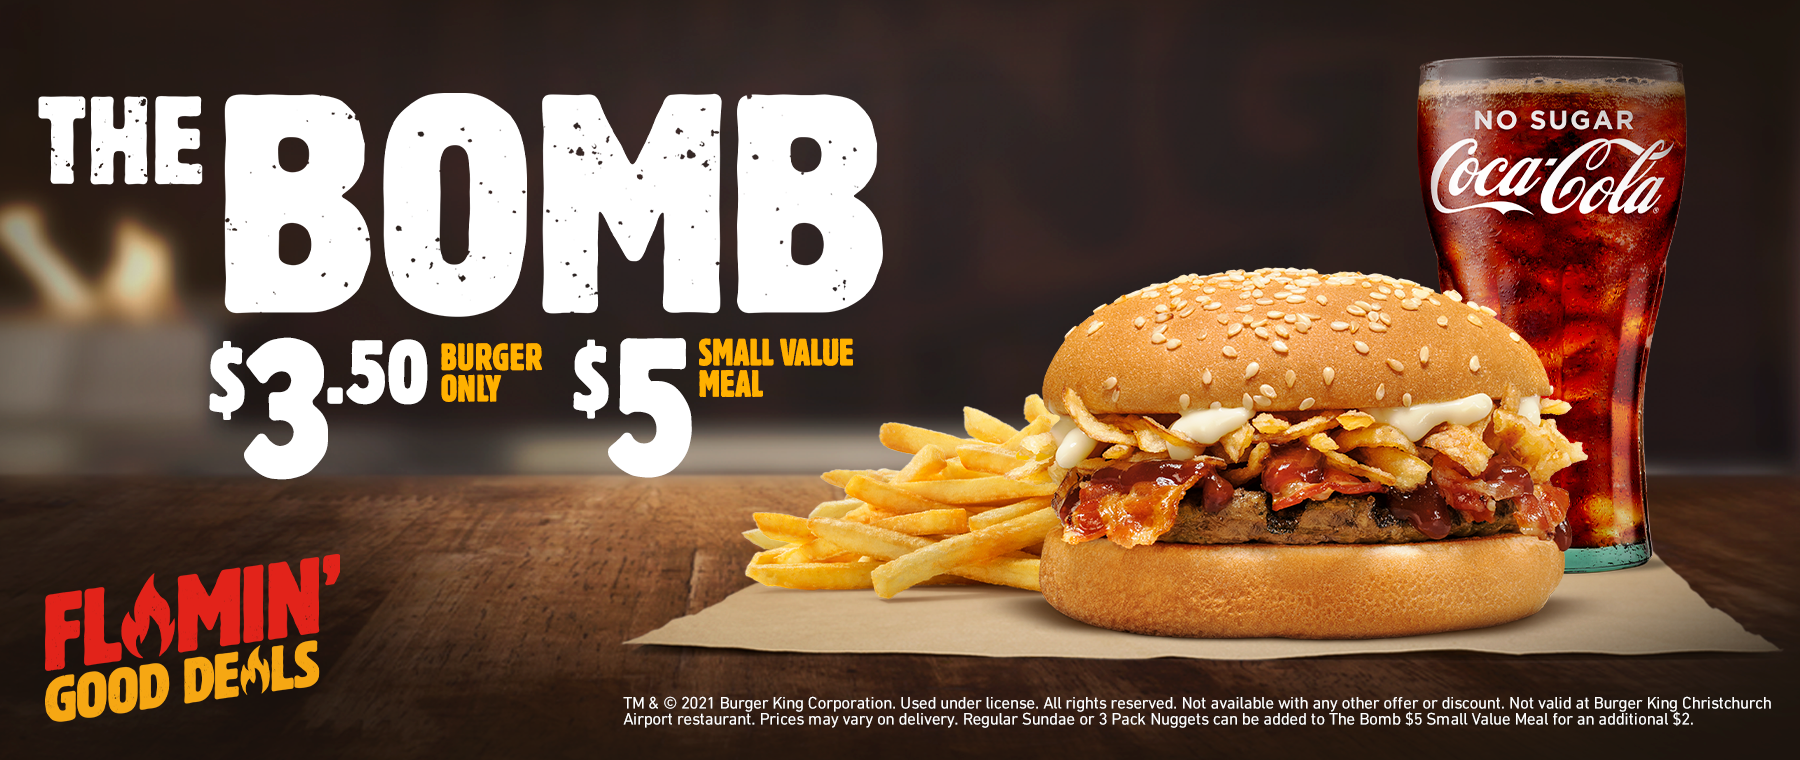 THE BOMB
$3.50 BURGER ONLY
$5 SMALL VALUE MEAL
NO SUGAR
Coca-Cola®
FLAMIN'
GOOD DEALS
TM & © 2021 Burger King Corporation. Used under license. All rights reserved. Not available with any other offer or discount. Not valid at Burger King Christchurch
Airport restaurant. Prices may vary on delivery. Regular Sundae or 3 Pack Nuggets can be added to The Bomb $5 Small Value Meal for an additional $2.